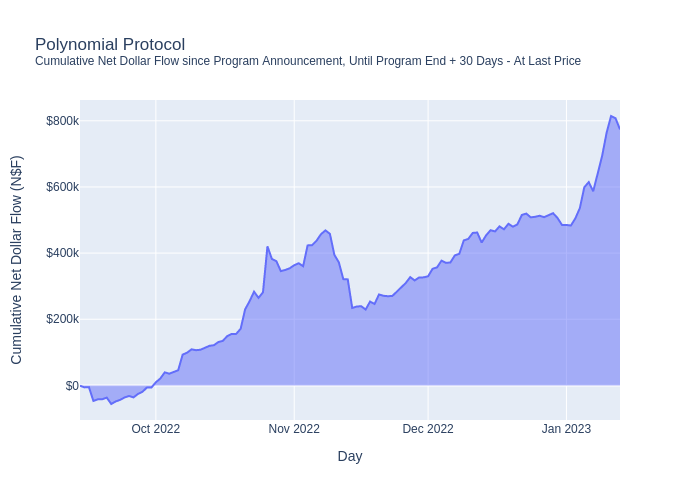 Polynomial Protocol
Cumulative Net Dollar Flow since Program Announcement, Until Program End + 30 Days - At Last Price
Cumulative Net Dollar Flow (N$F)
$800k
$600k
$400k
$200k
$0
Oct 2022
Nov 2022
Dec 2022
Jan 2023
Day